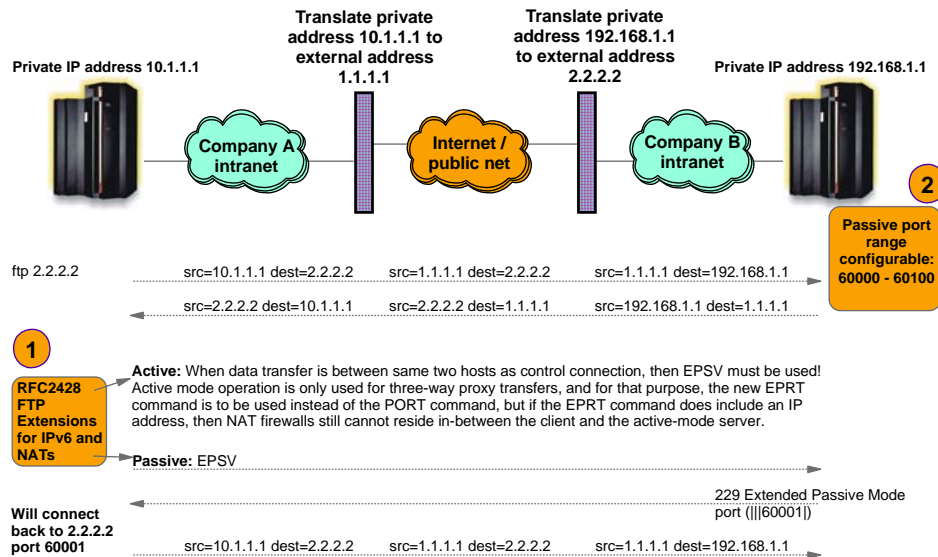 Translate private
address 10.1.1.1 to
external address
1.1.1.1
Translate private
address 192.168.1.1
to external address
2.2.2.2
Private IP address 10.1.1.1
Private IP address 192.168.1.1
Company A
intranet
Internet /
public net
Company B
intranet
2
Passive port
range
configurable:
60000 - 60100
ftp 2.2.2.2
src=10.1.1.1 dest=2.2.2.2
src=1.1.1.1 dest=2.2.2.2
src=1.1.1.1 dest=192.168.1.1
src=2.2.2.2 dest=10.1.1.1
src=2.2.2.2 dest=1.1.1.1
src=192.168.1.1 dest=1.1.1.1
1
RFC2428
FTP
Extensions
for IPv6 and
NATs
Active: When data transfer is between same two hosts as control connection, then EPSV must be used!
Active mode operation is only used for three-way proxy transfers, and for that purpose, the new EPRT
command is to be used instead of the PORT command, but if the EPRT command does include an IP
address, then NAT firewalls still cannot reside in-between the client and the active-mode server.
Passive: EPSV
229 Extended Passive Mode
port (|||60001|)
Will connect
back to 2.2.2.2
port 60001
src=10.1.1.1 dest=2.2.2.2
src=1.1.1.1 dest=2.2.2.2
src=1.1.1.1 dest=192.168.1.1